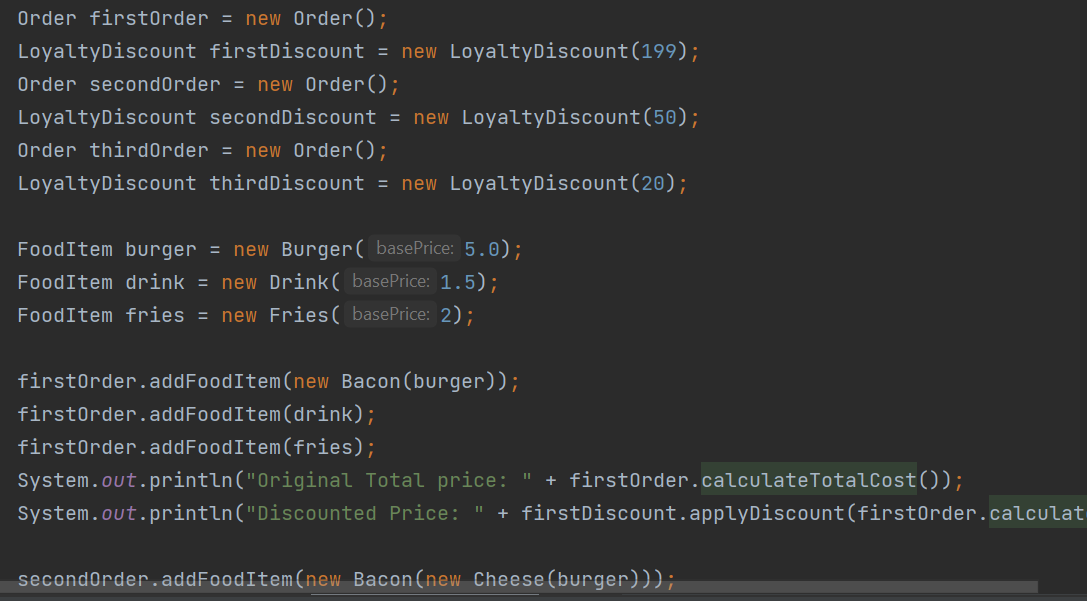 Order firstOrder = new Order();
LoyaltyDiscount firstDiscount = new LoyaltyDiscount(199);
Order secondOrder = new Order();
LoyaltyDiscount secondDiscount = new LoyaltyDiscount(50);
Order thirdOrder = new Order();
LoyaltyDiscount thirdDiscount = new LoyaltyDiscount(20);
FoodItem burger = new Burger( basePrice: 5.0);
FoodItem drink = new Drink( basePrice: 1.5);
FoodItem fries = new Fries( basePrice: 2);
firstOrder.addFoodItem(new Bacon(burger));
firstOrder.addFoodItem(drink);
firstOrder.addFoodItem(fries);
System.out.println("Original Total price: " + firstOrder.calculateTotalCost());
System.out.println("Discounted Price: " + firstDiscount.applyDiscount(firstOrder.calculat
secondOrder.addFoodItem(new Bacon(new Cheese(burger)));